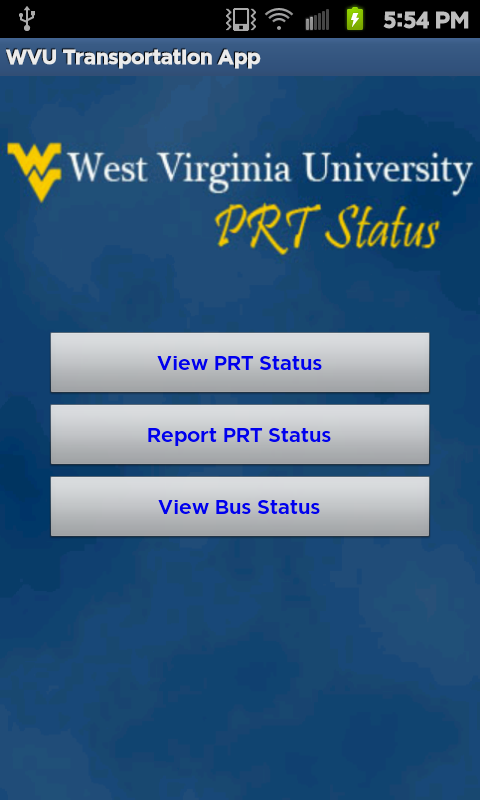 5:54 PM
WVU Transportation App
West Virginia University
PRT Status
View PRT Status
Report PRT Status
View Bus Status